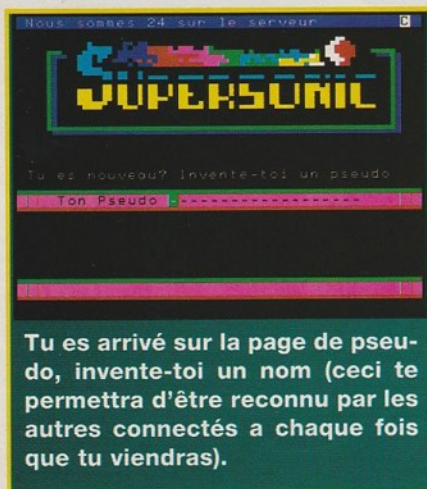 Nous sommes 24 sur le serveur C
SUPERSONIC
Tu es nouveau? Invente-toi un pseudo
Ton Pseudo -------------------
Tu es arrivé sur la page de pseu-
do, invente-toi un nom (ceci te
permettra d'être reconnu par les
autres connectés a chaque fois
que tu viendras).